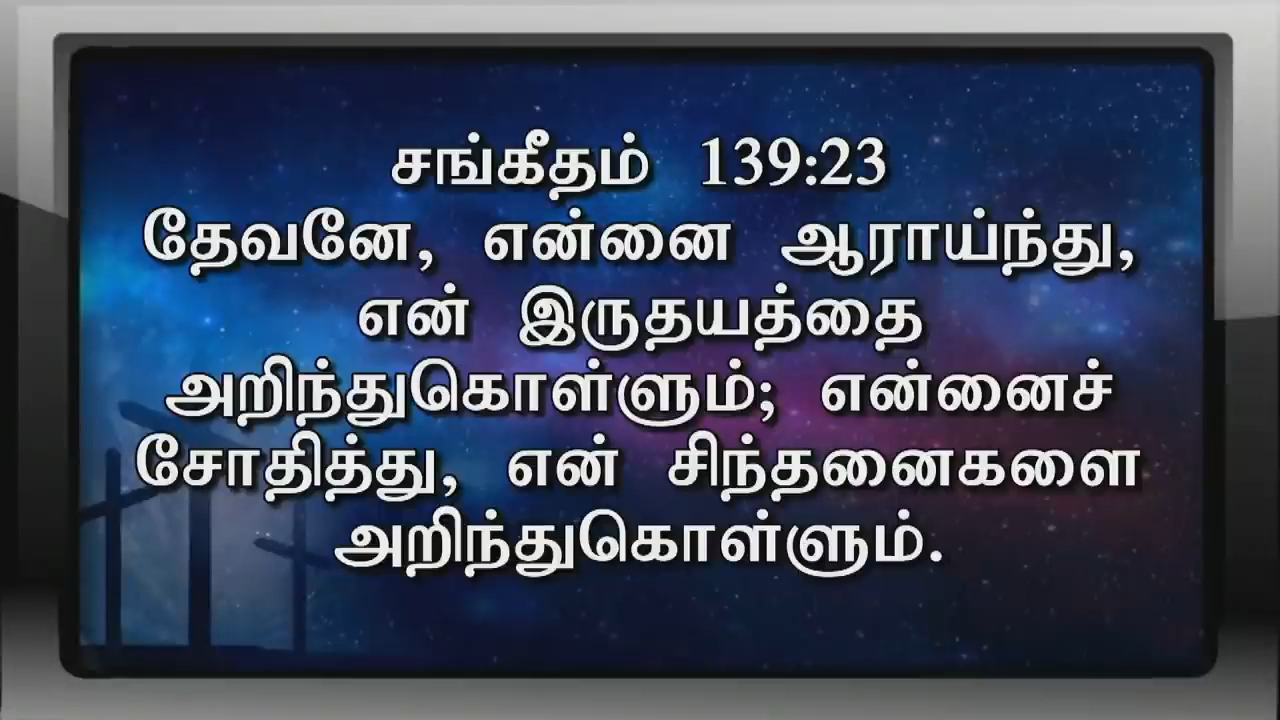 சங்கீதம் 139:23
தேவனே, என்னை ஆராய்ந்து,
என் இருதயத்தை
அறிந்துகொள்ளும்; என்னைச்
சோதித்து, என் சிந்தனைகளை
அறிந்துகொள்ளும்.